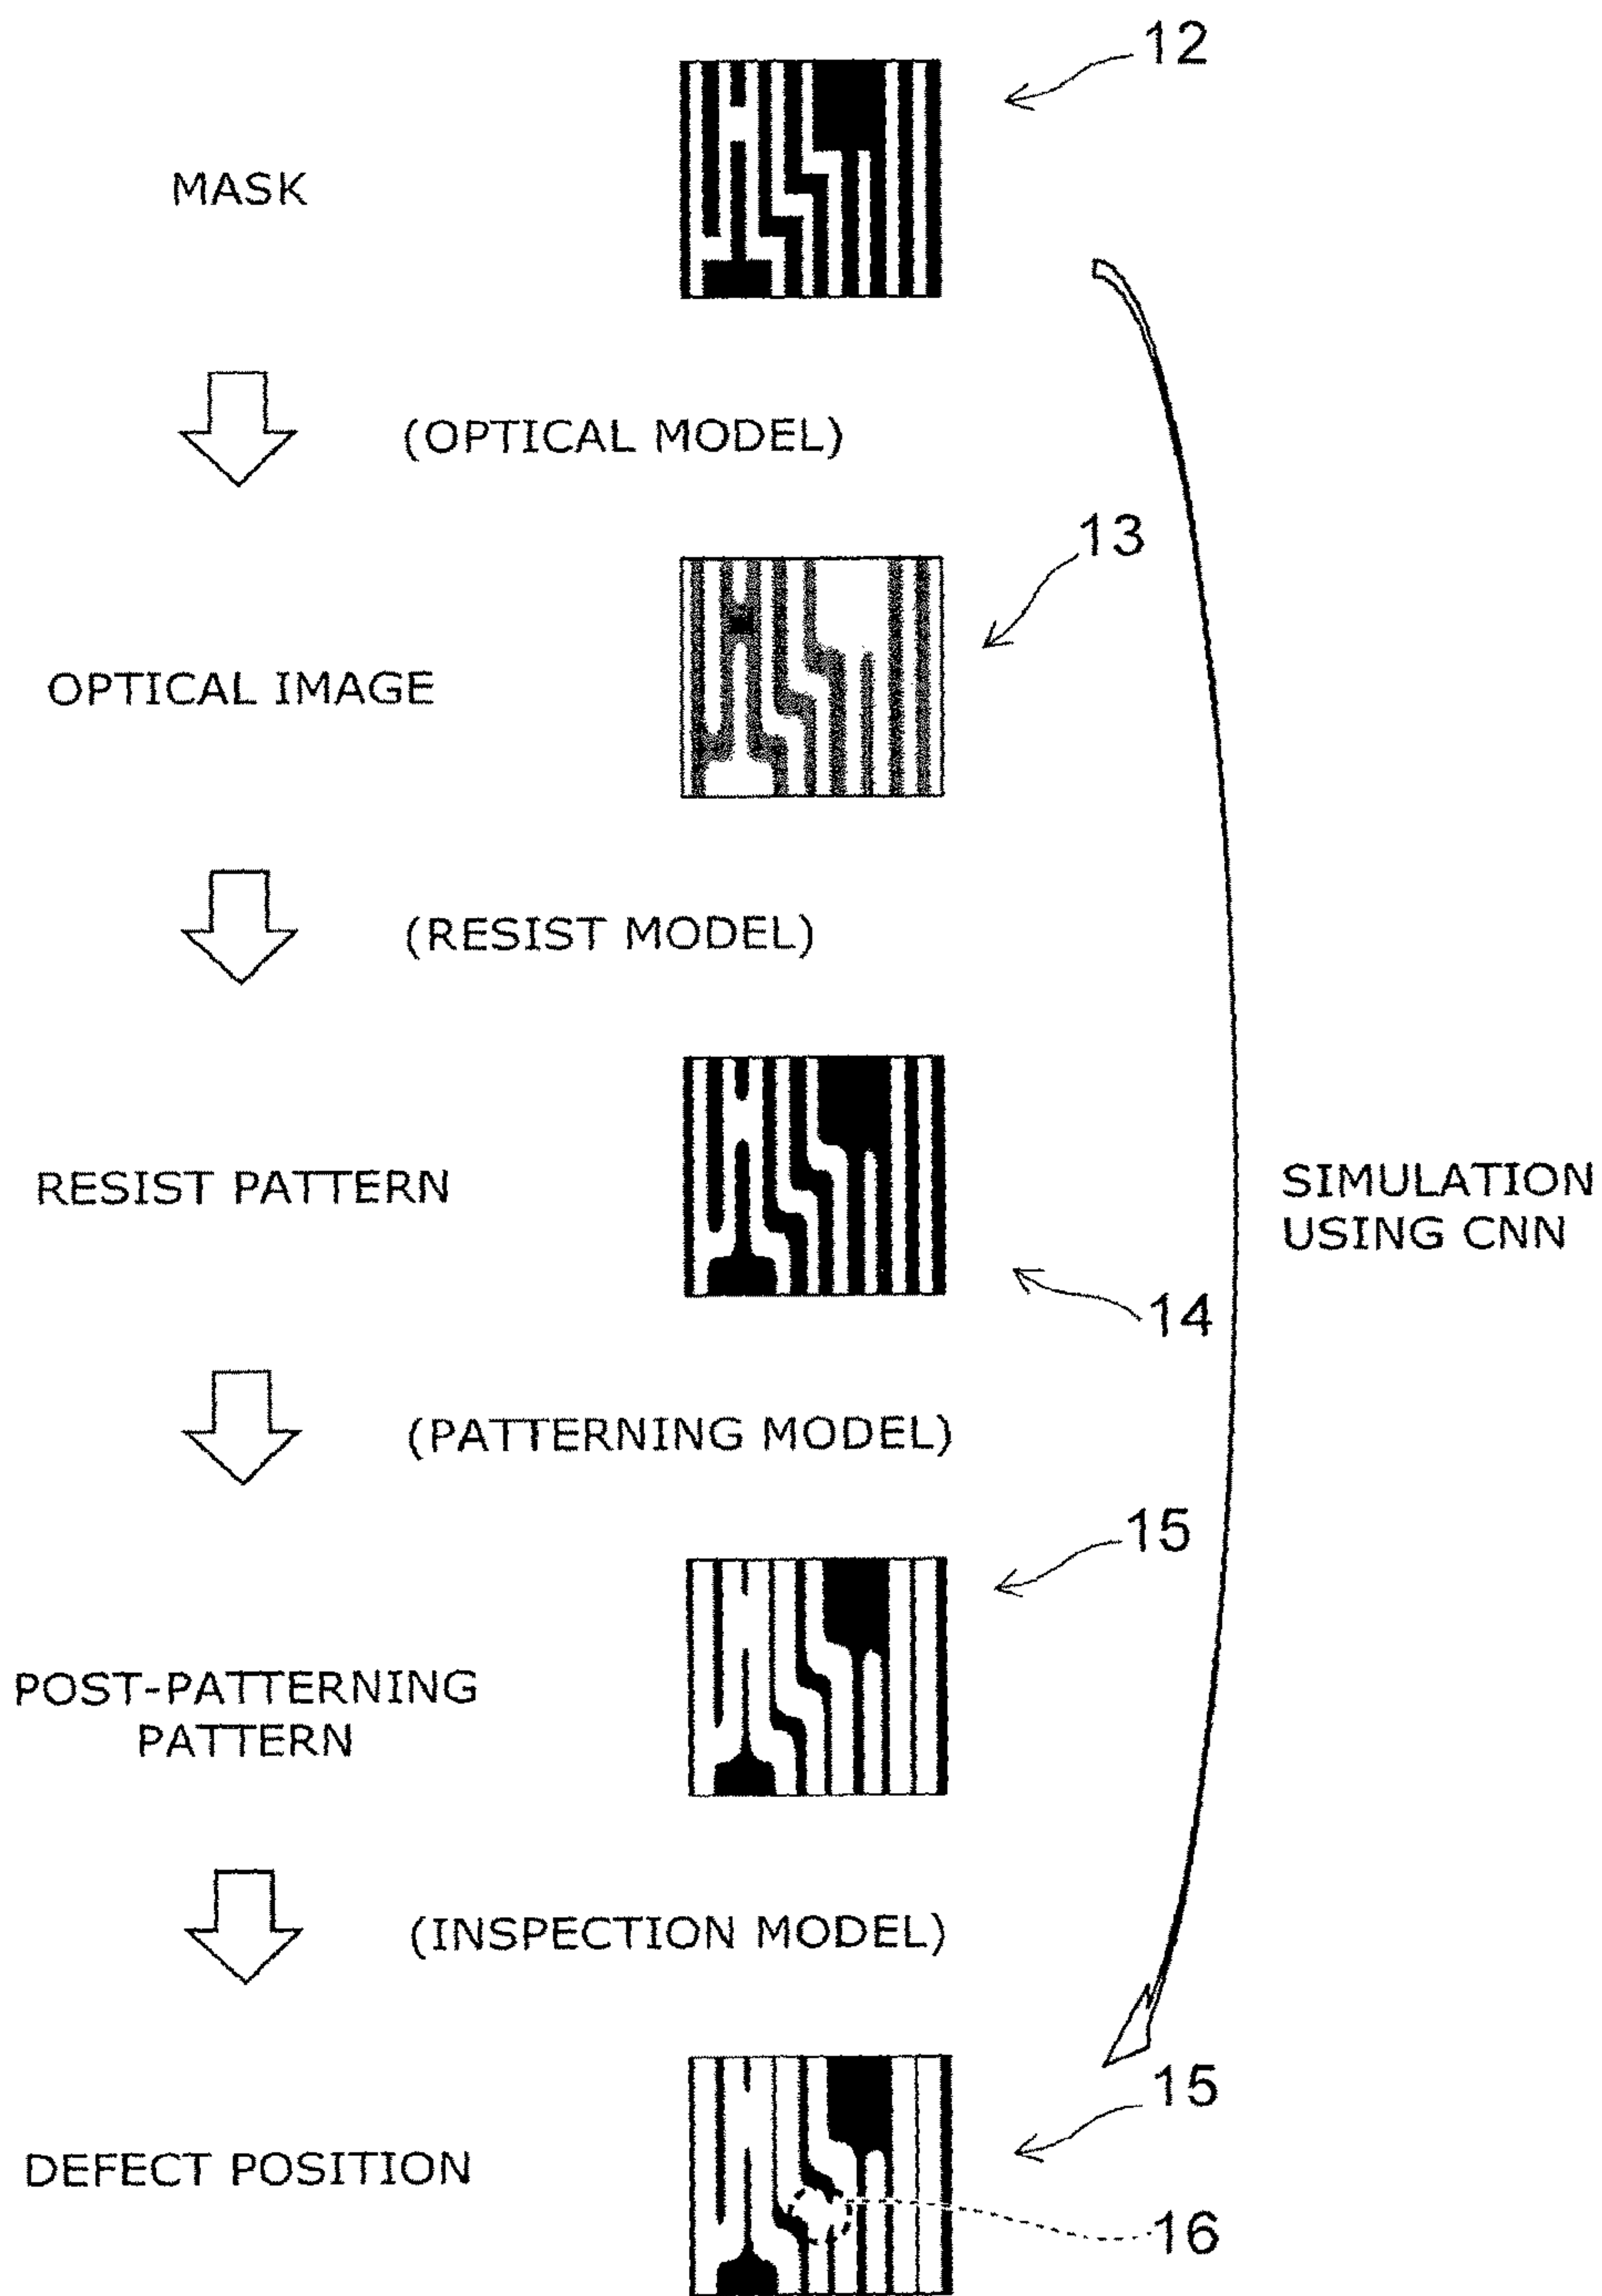 12
MASK
(OPTICAL MODEL)
13
OPTICAL IMAGE
(RESIST MODEL)
RESIST PATTERN
SIMULATION
USING CNN
14
(PATTERNING MODEL)
15
POST-PATTERNING
PATTERN
(INSPECTION MODEL)
15
DEFECT POSITION
16